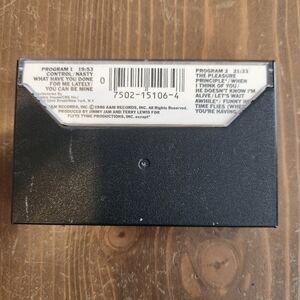 PROGRAM 1 19:53
CONTROL/NASTY
WHAT HAVE YOU DONE
FOR ME LATELY/
YOU CAN BE MINE
0
7502-15106-4
PROGRAM 2 21:33
THE PLEASURE
PRINCIPLE*/WHEN
I THINK OF YOU/
HE DOESN'T KNOW I'M
ALIVE/LET'S WAIT
AWHILE*/FUNNY
TIME FLIES (WHEN
YOU'RE HAVING
RECORDS, INC. Ⓒ 1986 A&M RECORDS, INC. All Rights Reserved.
PRODUCED BY JIMMY JAM AND TERRY LEWIS FOR
FLYTE TYME PRODUCTIONS, INC. except*